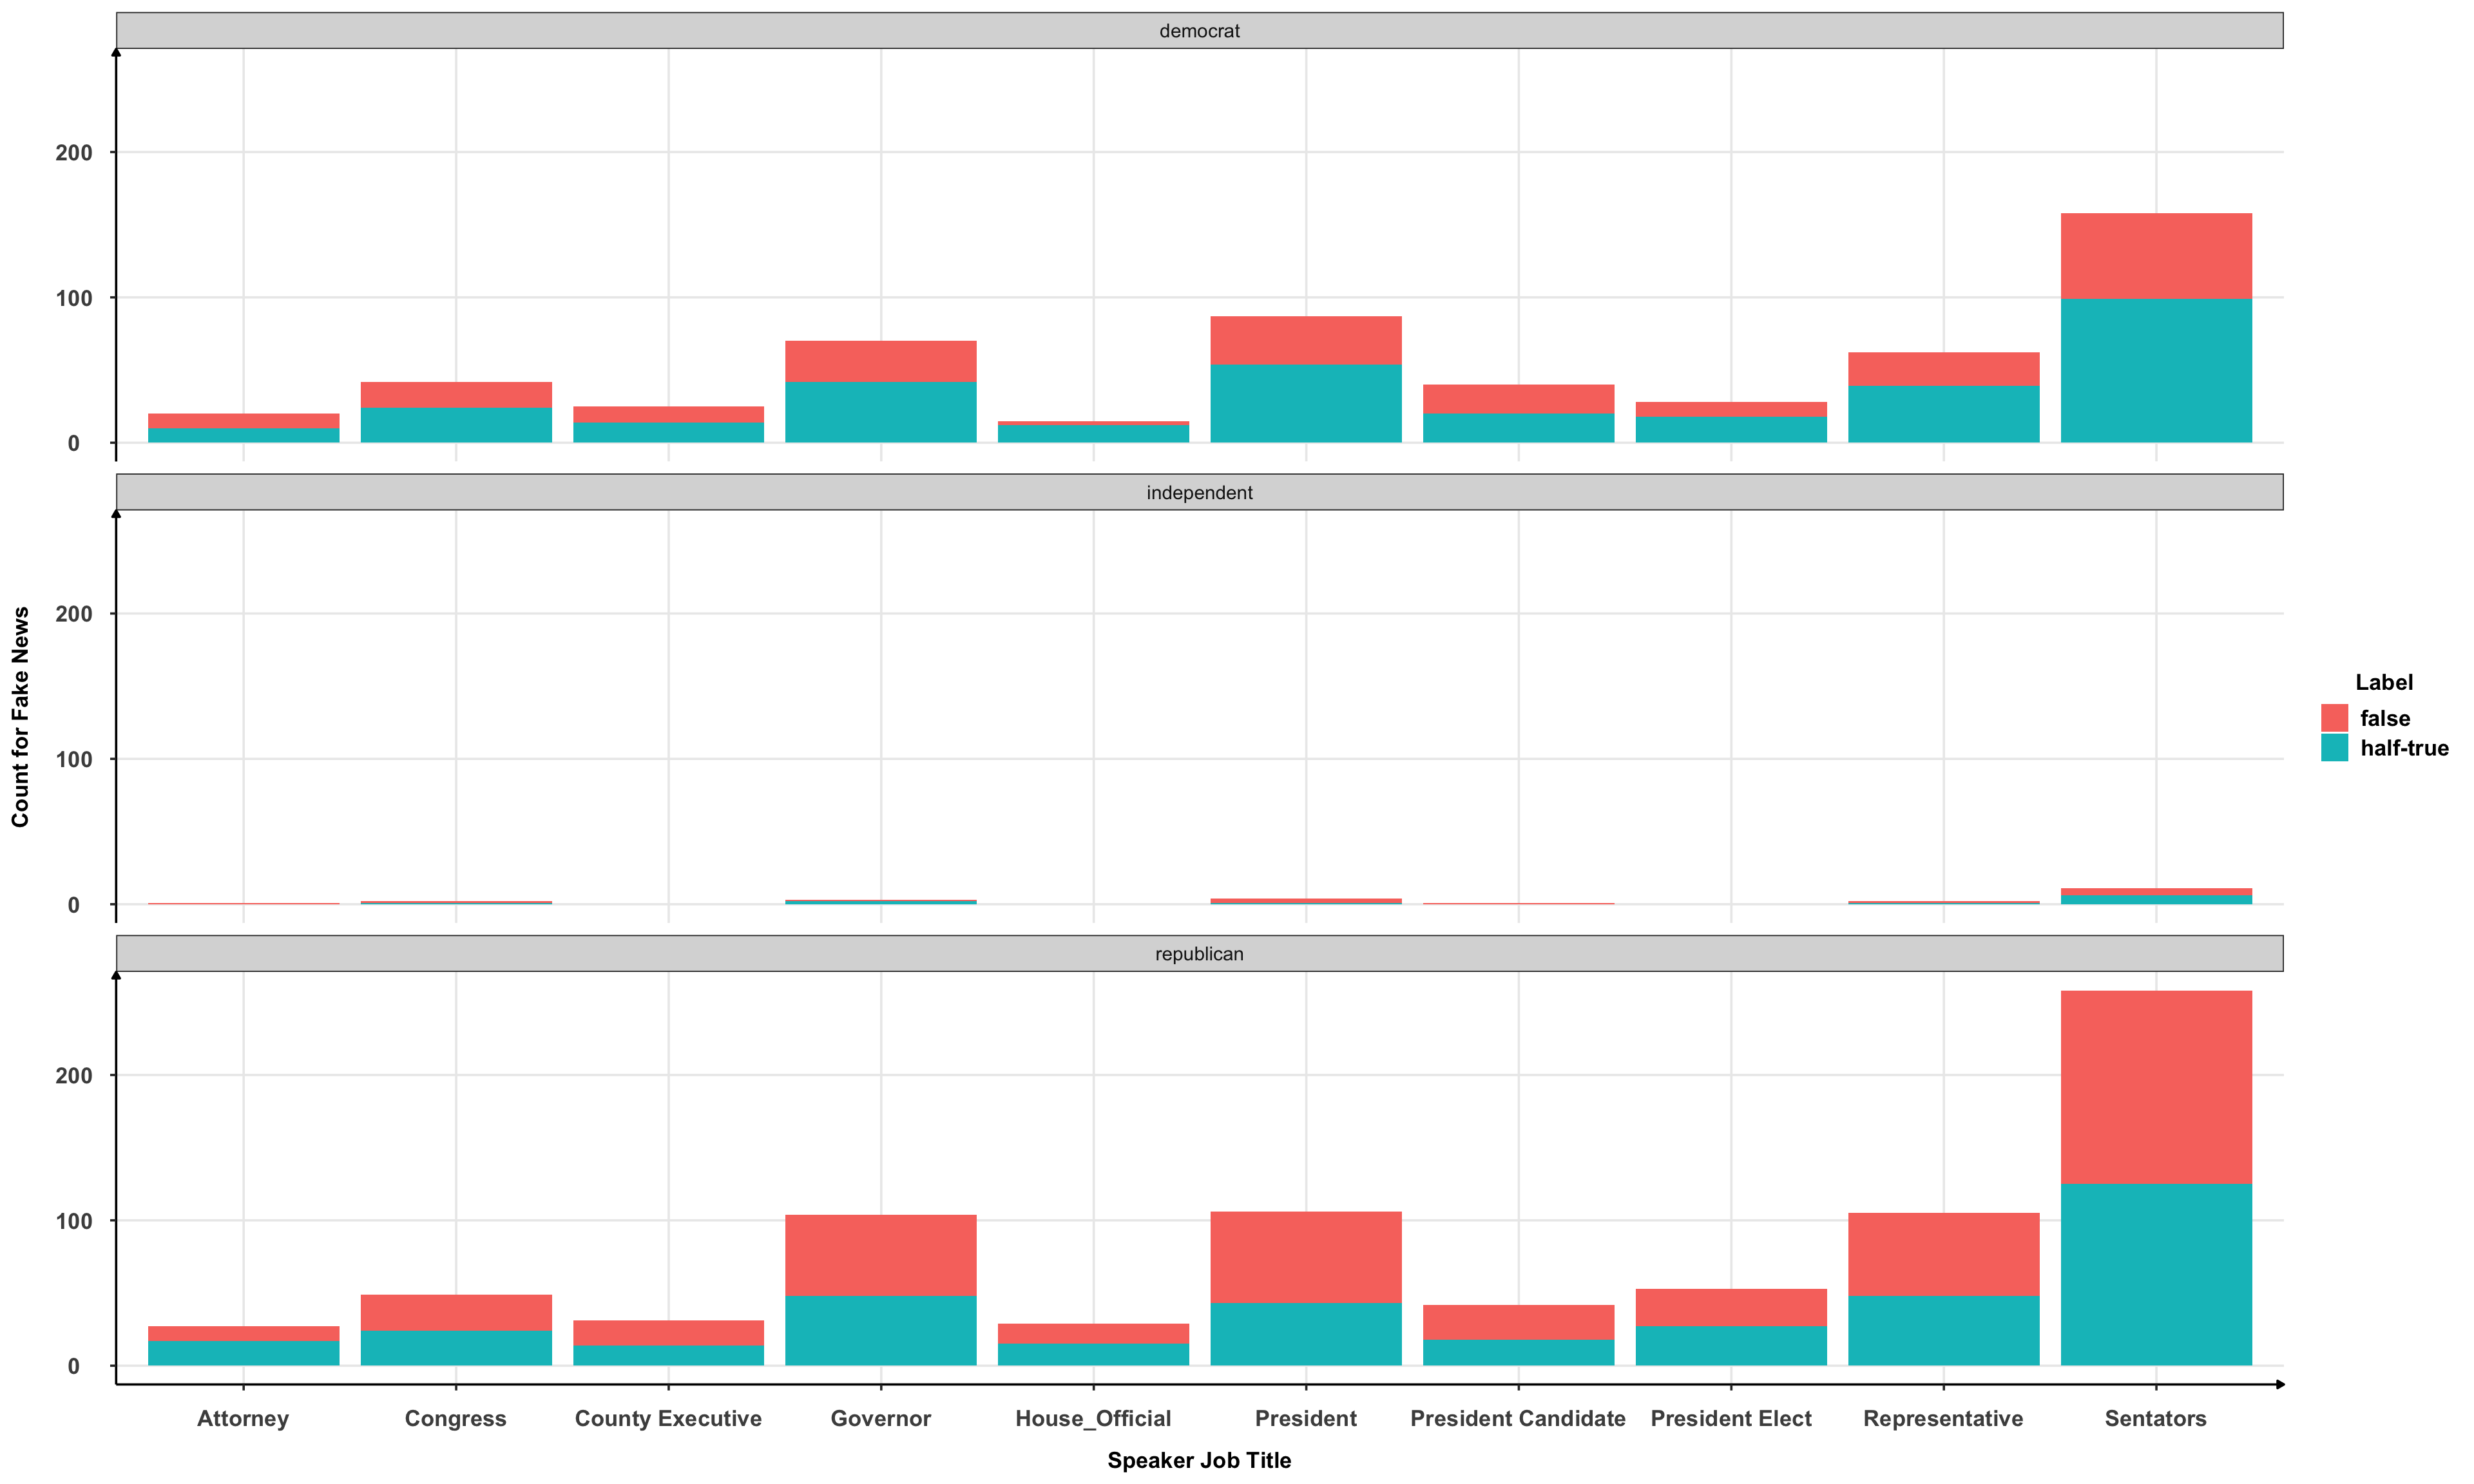 democrat
200
100
0
independent
200
100
0
Count for Fake News
Label
false
half-true
republican
200
100
0
Attorney Congress County Executive Governor House_Official President President Candidate President Elect Representative Sentators
Speaker Job Title